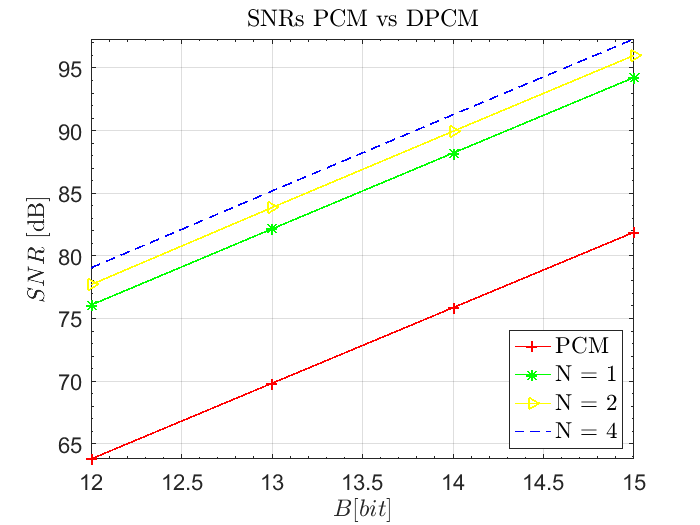 SNRs PCM vs DPCM
95
90
85
80
75
70
65
SNR [dB]
12
12.5
13
13.5
14
14.5
15
B[bit]
PCM
N = 1
N = 2
N = 4